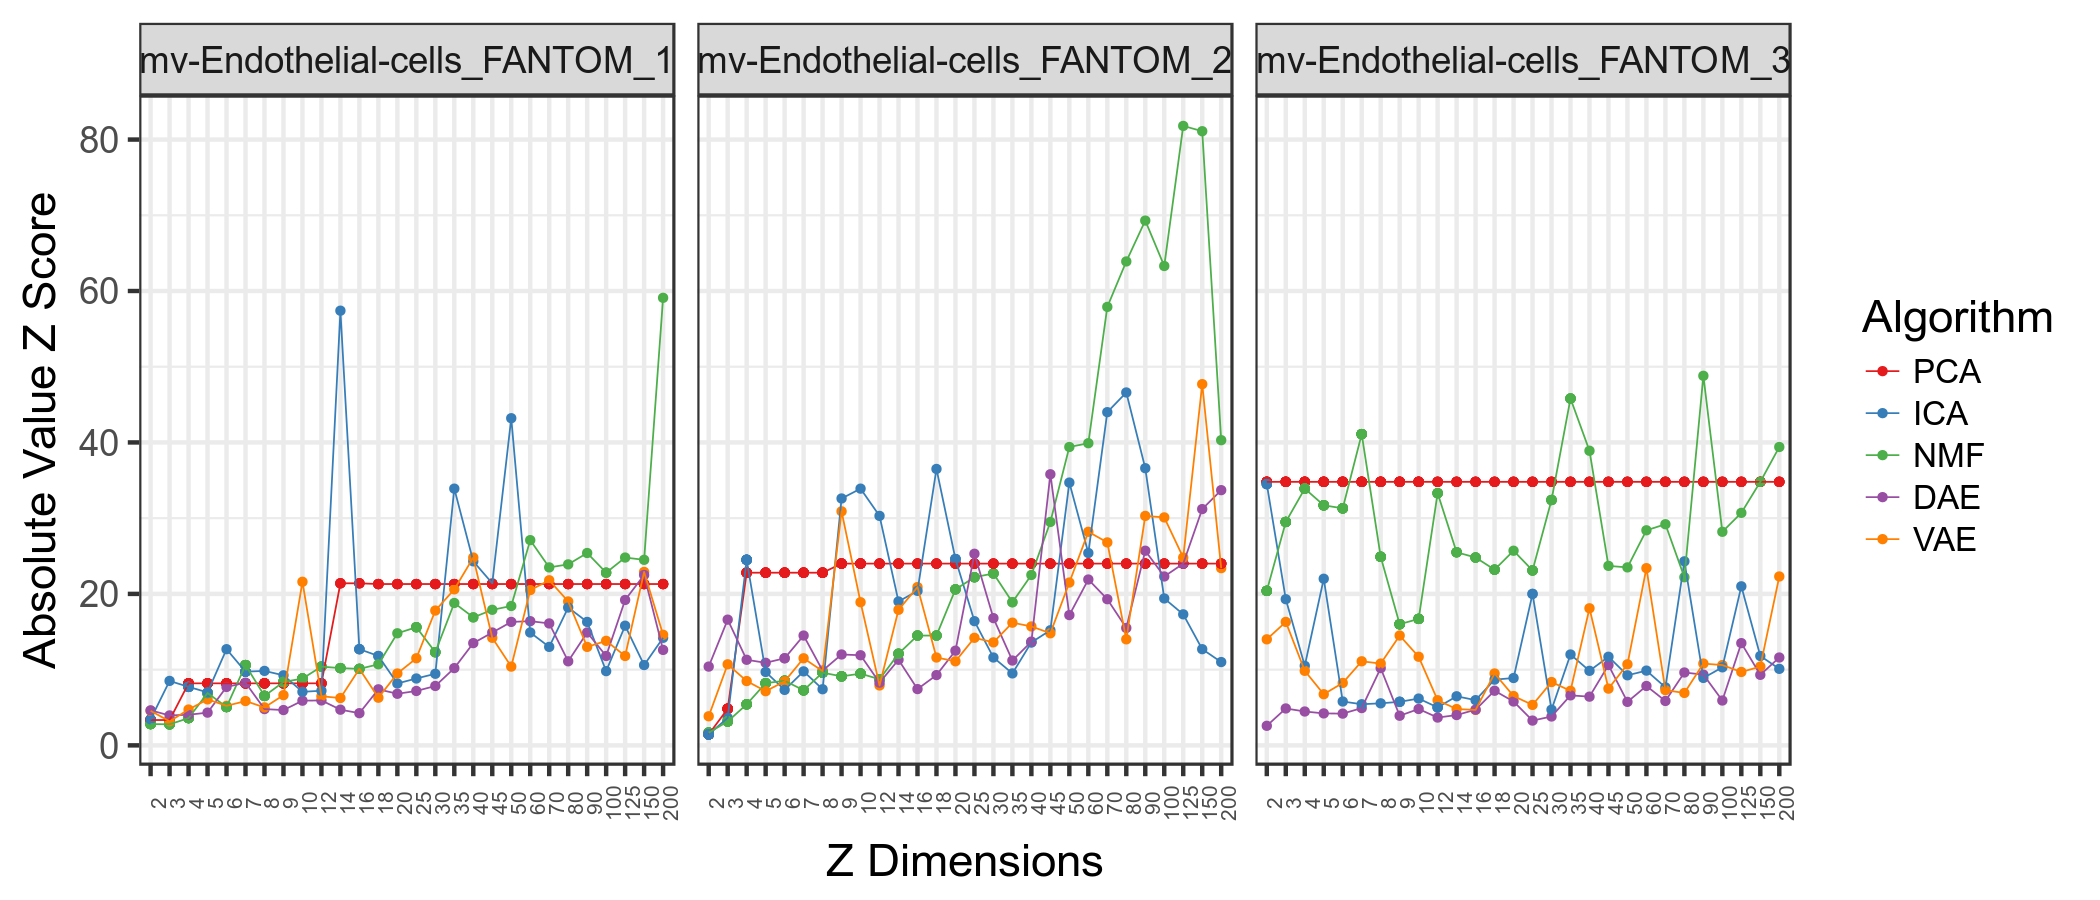 mv-Endothelial-cells_FANTOM_1 mv-Endothelial-cells_FANTOM_2 mv-Endothelial-cells_FANTOM_3
Absolute Value Z Score
80
60
40
20
0
2 3 4 5 6 7 8 9 10 12 14 16 18 20 25 30 35 40 45 50 60 70 80 90 100 125 150 200
2 3 4 5 6 7 8 9 10 12 14 16 18 20 25 30 35 40 45 50 60 70 80 90 100 125 150 200
2 3 4 5 6 7 8 9 10 12 14 16 18 20 25 30 35 40 45 50 60 70 80 90 100 125 150 200
Z Dimensions
Algorithm
PCA
ICA
NMF
DAE
VAE